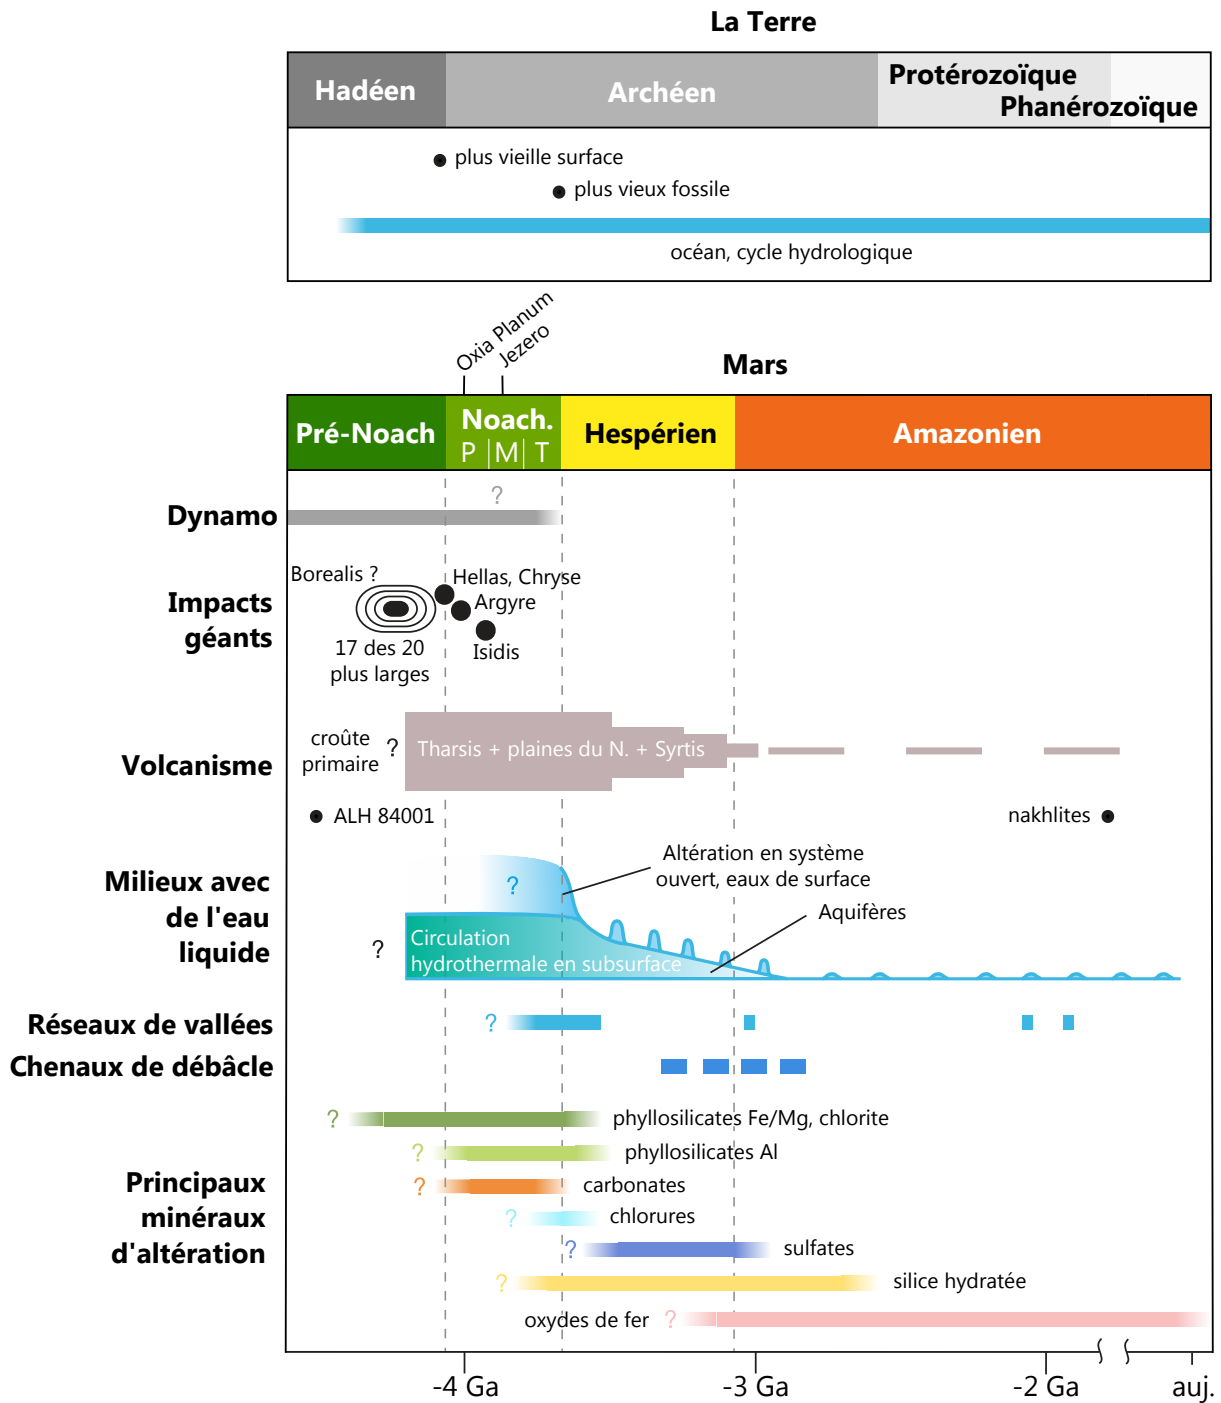 La Terre
Hadéen
Archéen
Protérozoïque
Phanérozoïque
plus vieille surface
plus vieux fossile
océan, cycle hydrologique
Oxia Planum
Jezero
Mars
Pré-Noach
Noach.
P | M | T
Hespérien
Amazonien
?
Dynamo
Borealis ?
Hellas, Chryse
Argyre
Isidis
17 des 20
plus larges
Impacts
géants
croûte
primaire
?
Tharsis + plaines du N. + Syrtis
Volcanisme
ALH 84001
nakhlites
Altération en système
ouvert, eaux de surface
Aquifères
?
Milieux avec
de l'eau
liquide
?
Circulation
hydrothermale en subsurface
Réseaux de vallées
?
Chenaux de débâcle
?
phyllosilicates Fe/Mg, chlorite
?
phyllosilicates Al
?
carbonates
?
chlorures
Principaux
minéraux
d'altération
?
sulfates
?
silice hydratée
oxydes de fer ?
-4 Ga
-3 Ga
-2 Ga
auj.